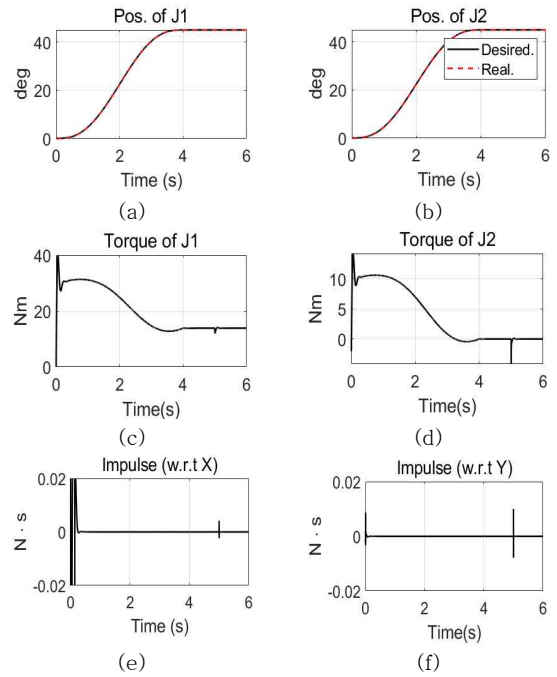 Pos. of J1
deg
40
20
0
0 2 4 6
Time (s)
(a)
Pos. of J2
Desired.
Real.
deg
40
20
0
0 2 4 6
Time (s)
(b)
Torque of J1
Nm
40
20
0
0 2 4 6
Time(s)
(c)
Torque of J2
Nm
10
5
0
0 2 4 6
Time(s)
(d)
Impulse (w.r.t X)
N · s
0.02
0
-0.02
0 2 4 6
Time (s)
(e)
Impulse (w.r.t Y)
N · s
0.02
0
-0.02
0 2 4 6
Time(s)
(f)